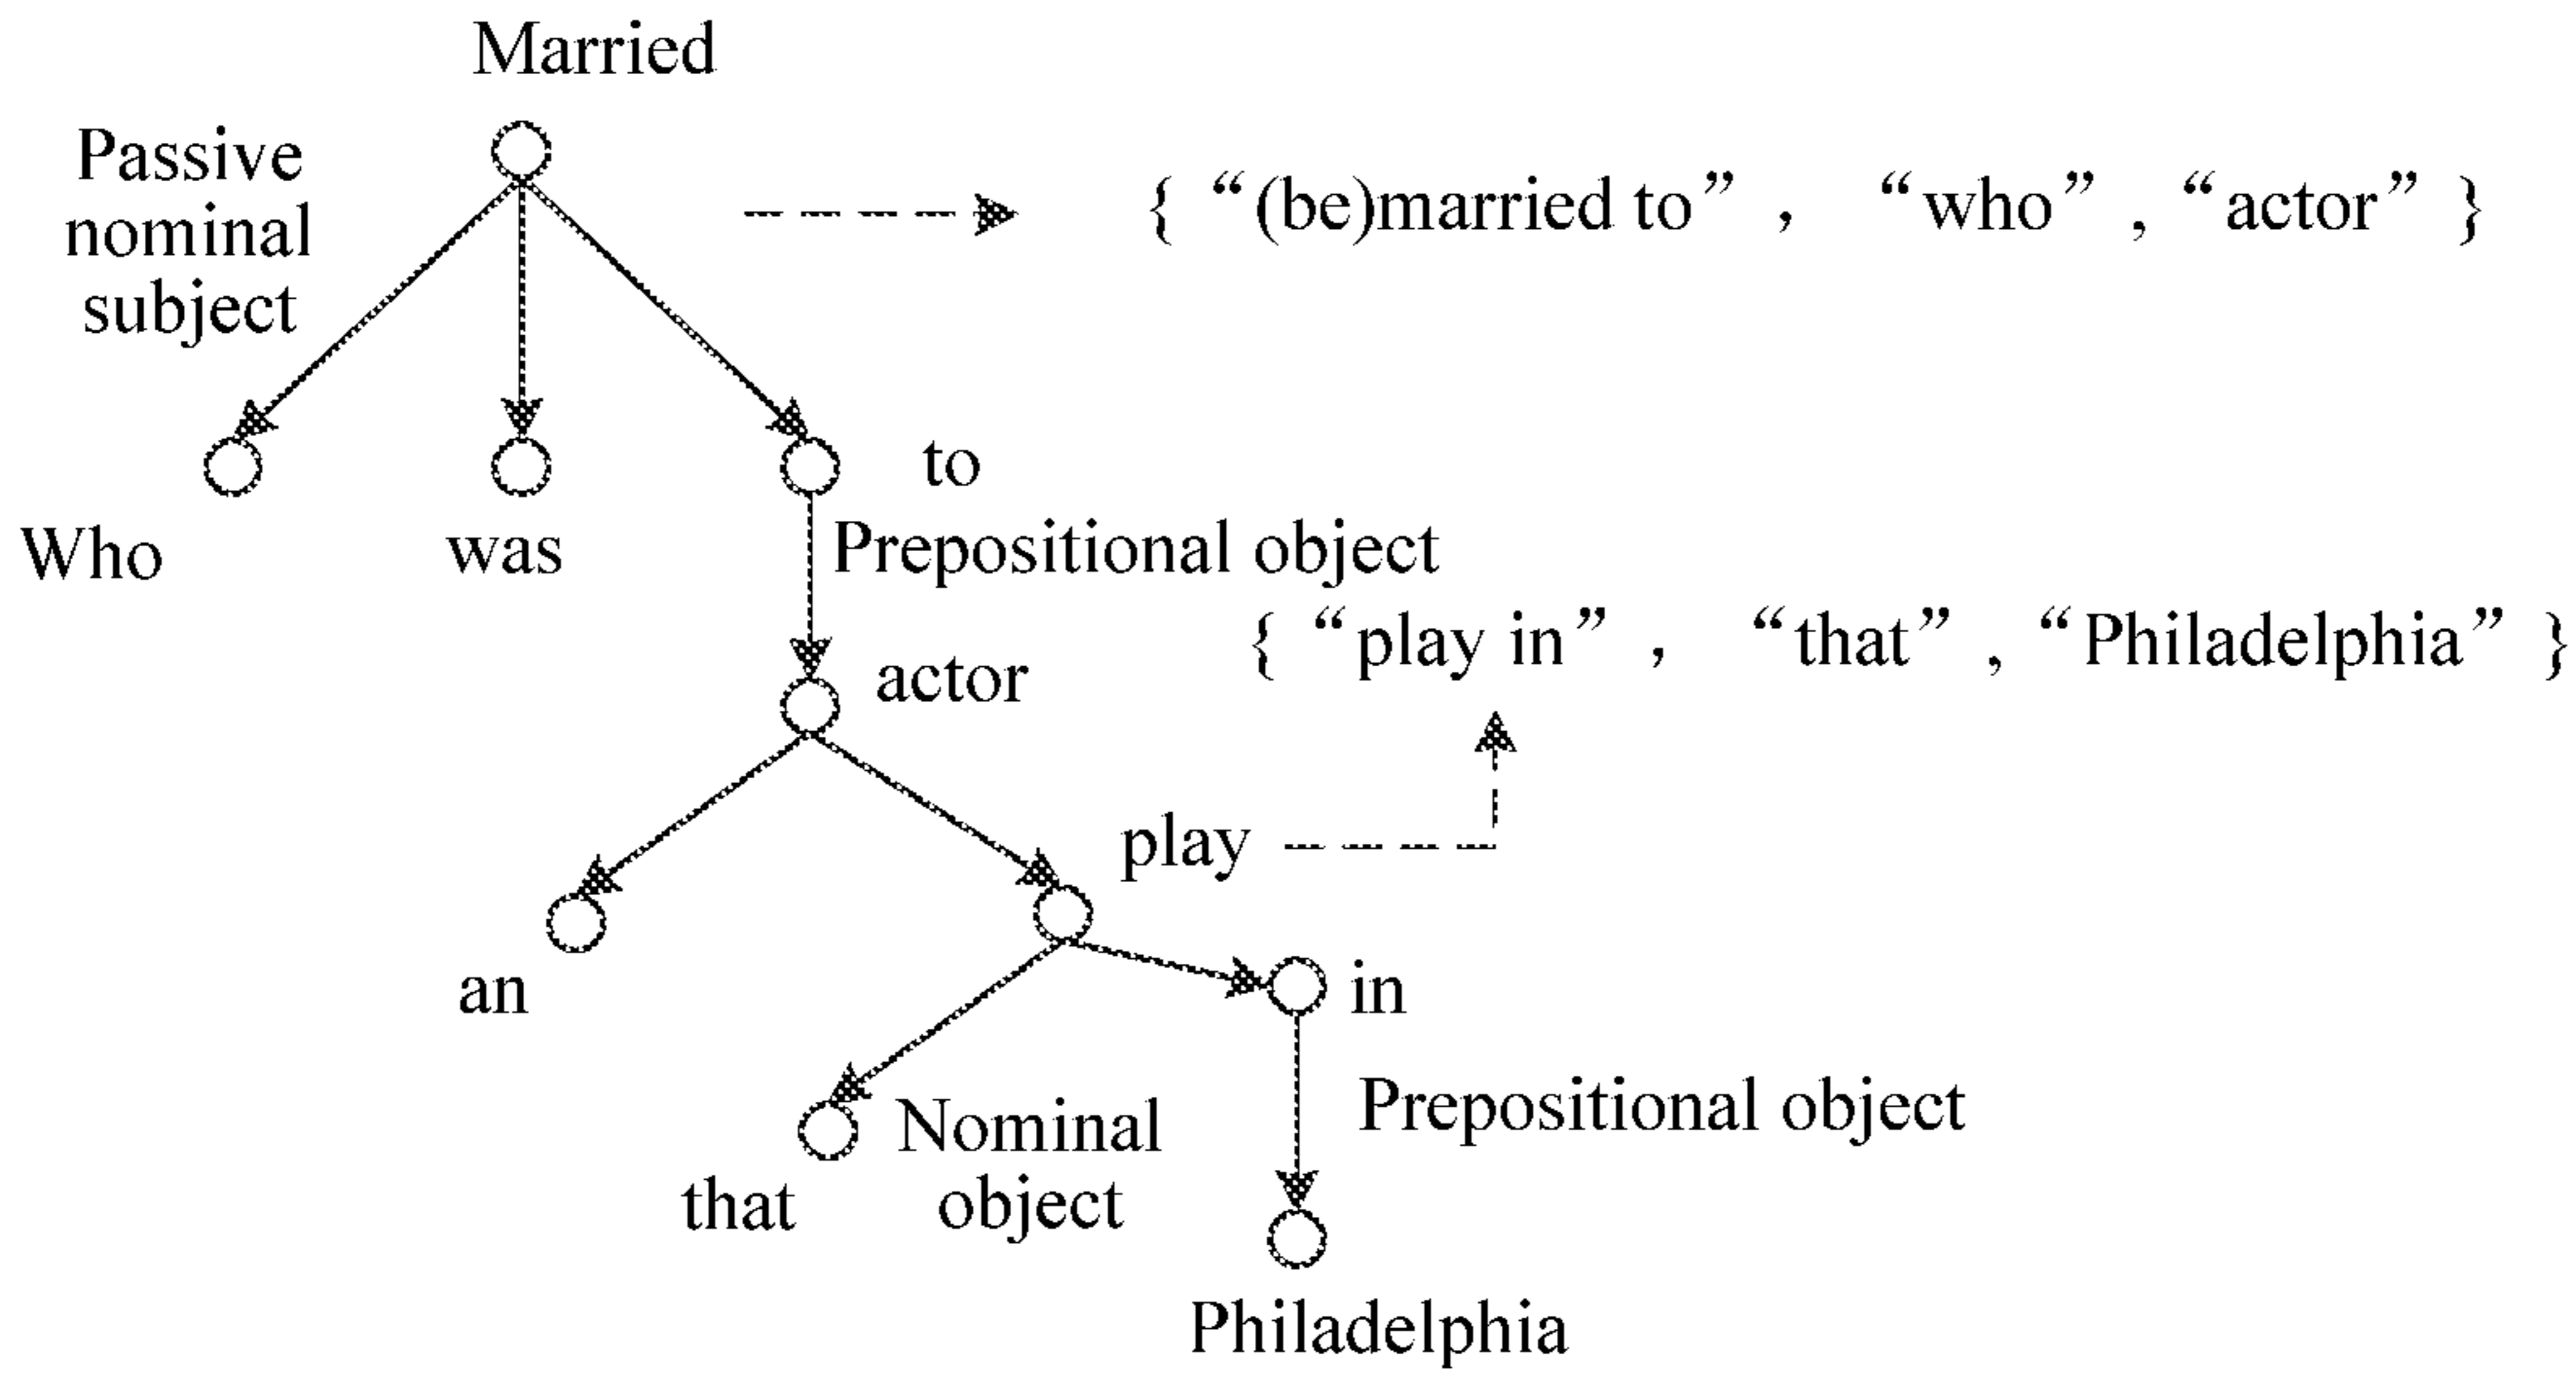 Married
Passive
nominal
subject
{ “(be)married to” , “who” , “actor” }
Who
was
to
Prepositional object
{ “play in” , “that” , “Philadelphia” }
actor
play
an
in
that
Nominal
object
Prepositional object
Philadelphia